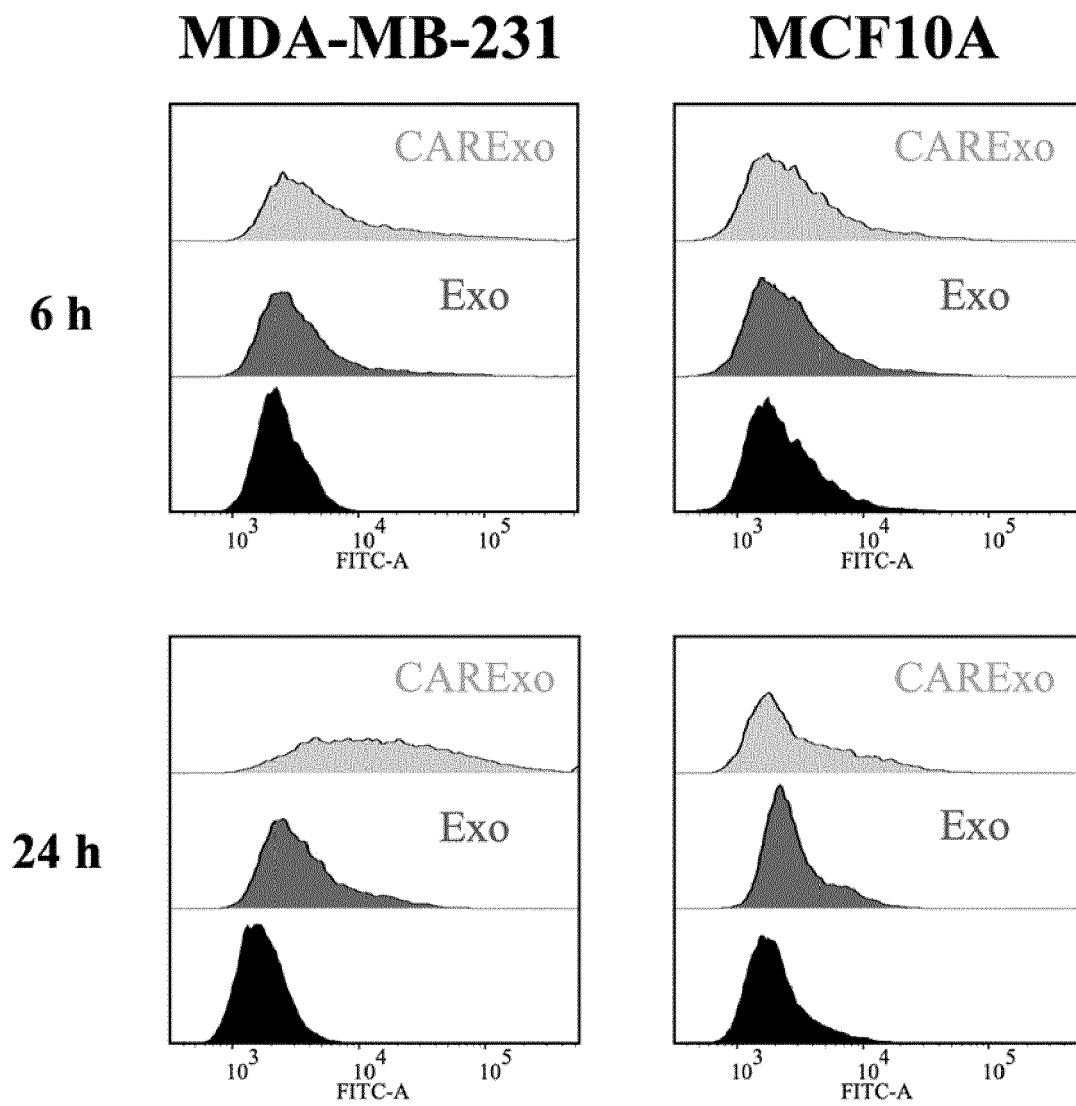 MDA-MB-231 MCF10A
6 h
CARExo CARExo
Exo Exo
10³ 10⁴ 10⁵ 10³ 10⁴ 10⁵
FITC-A FITC-A
24 h
CARExo CARExo
Exo Exo
10³ 10⁴ 10⁵ 10³ 10⁴ 10⁵
FITC-A FITC-A